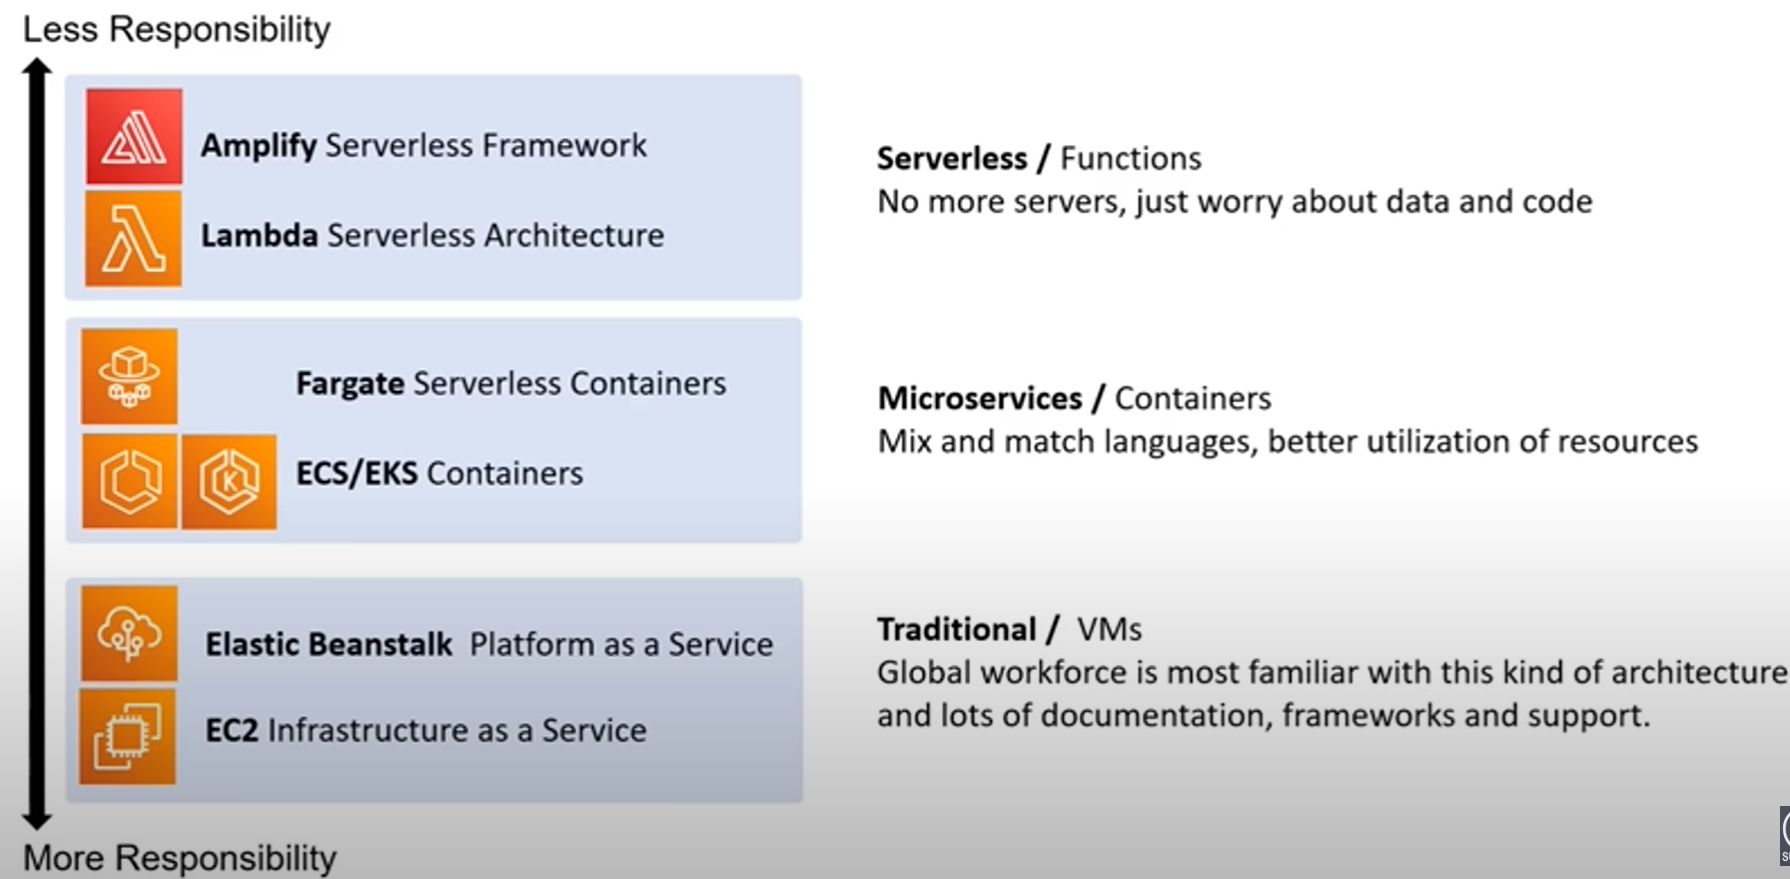 Less Responsibility
Amplify Serverless Framework
Lambda Serverless Architecture
Serverless / Functions
No more servers, just worry about data and code
Fargate Serverless Containers
K
ECS/EKS Containers
Microservices / Containers
Mix and match languages, better utilization of resources
Elastic Beanstalk Platform as a Service
EC2 Infrastructure as a Service
Traditional / VMs
Global workforce is most familiar with this kind of architecture
and lots of documentation, frameworks and support.
More Responsibility